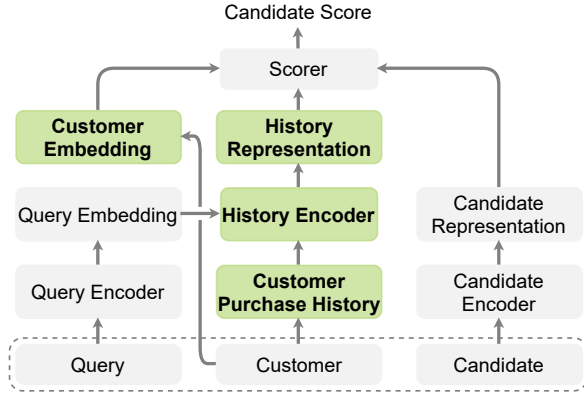 Candidate Score
Scorer
Customer
Embedding
History
Representation
Query Embedding
History Encoder
Candidate
Representation
Query Encoder
Customer
Purchase History
Candidate
Encoder
Query
Customer
Candidate